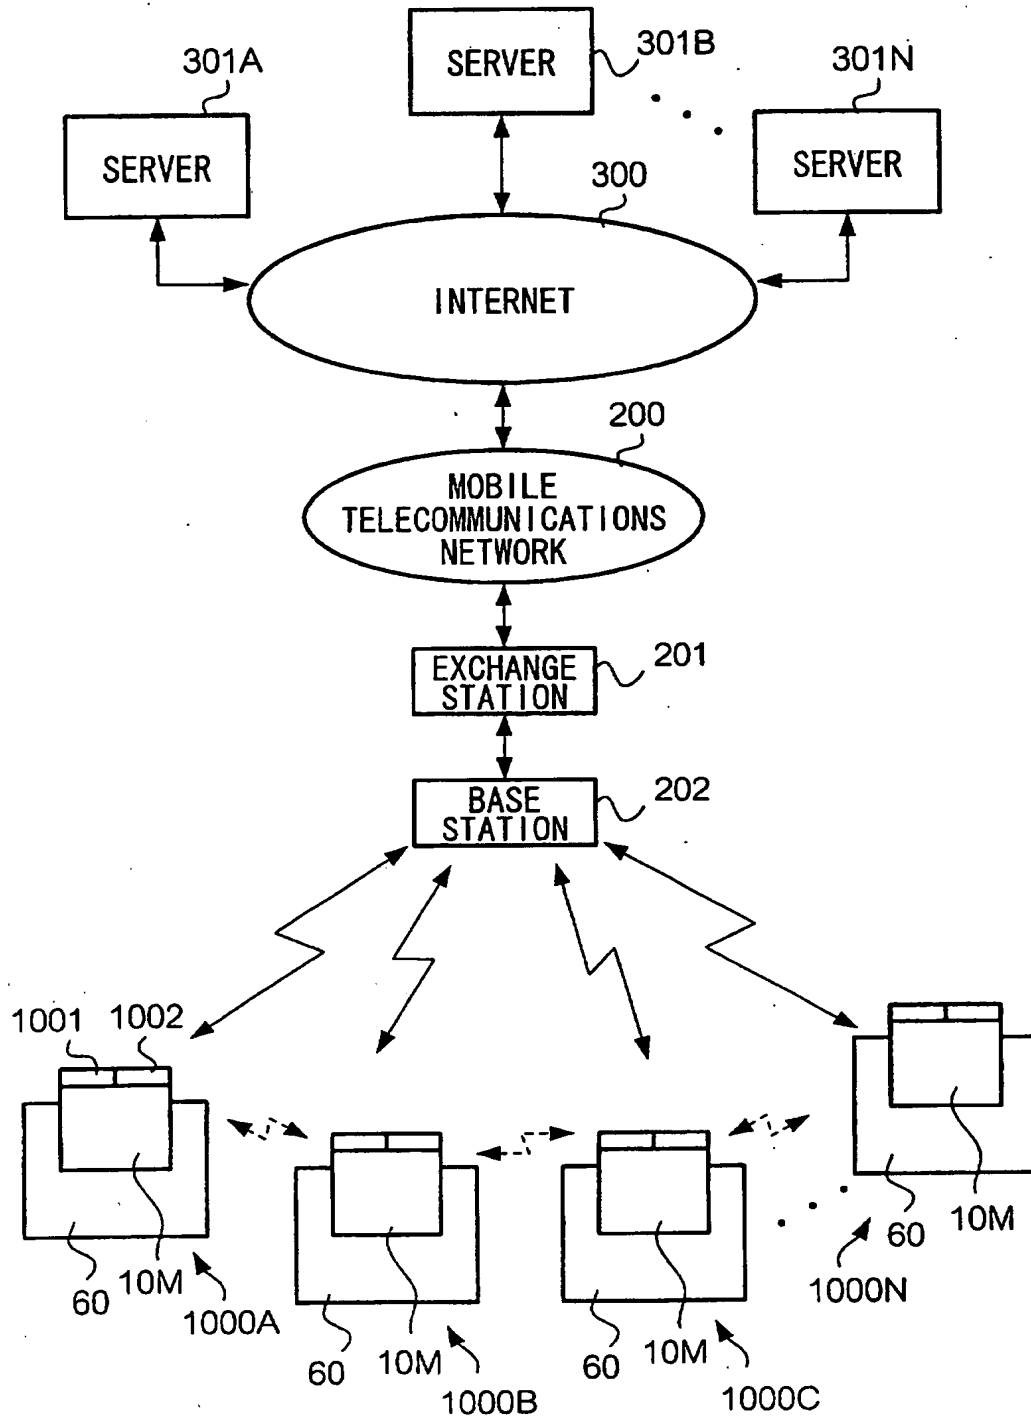 301A
SERVER
301B
301N
SERVER
SERVER
300
INTERNET
200
MOBILE
TELECOMMUNICATIONS
NETWORK
EXCHANGE
STATION
201
BASE
STATION
202
1001
1002
60
10M
1000A
60
10M
1000B
60
10M
1000C
60
10M
1000N